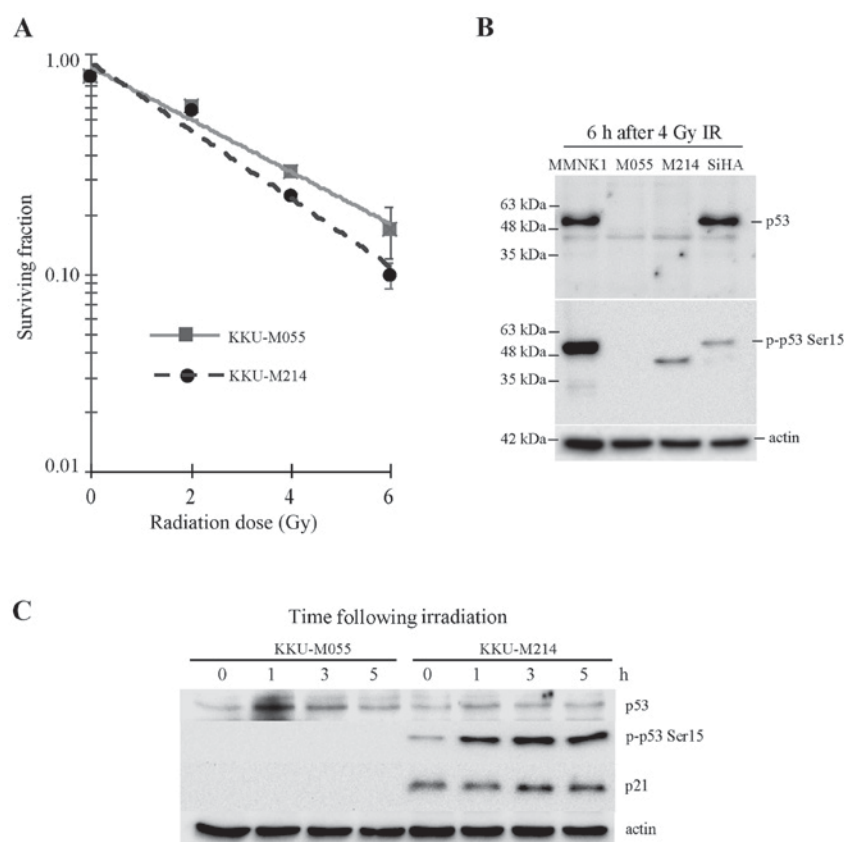 A
1.00
0.10
0.01
Surviving fraction
KKU-M055
KKU-M214
0 2 4 6
Radiation dose (Gy)
B
6 h after 4 Gy IR
MMNK1 M055 M214 SiHA
63 kDa
48 kDa
35 kDa
p53
63 kDa
48 kDa
35 kDa
p-p53 Ser15
42 kDa
actin
C
Time following irradiation
KKU-M055 KKU-M214
0 1 3 5 0 1 3 5 h
p53
p-p53 Ser15
p21
actin